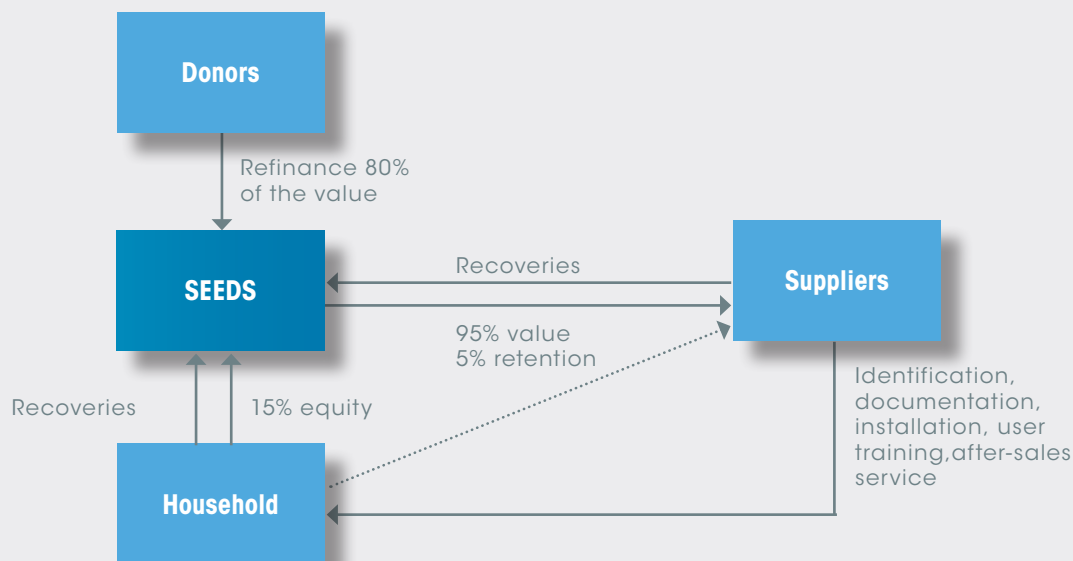 Donors
Refinance 80%
of the value
SEEDS
Recoveries
Suppliers
95% value
5% retention
Recoveries
15% equity
Identification,
documentation,
installation, user
training,after-sales
service
Household